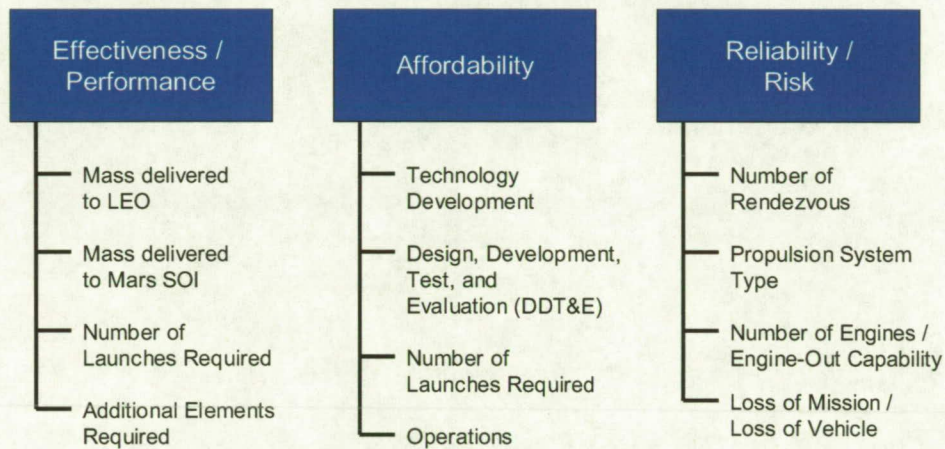 Effectiveness /
Performance
Mass delivered
to LEO
Mass delivered
to Mars SOI
Number of
Launches Required
Additional Elements
Required
Affordability
Technology
Development
Design, Development,
Test, and
Evaluation (DDT&E)
Number of
Launches Required
Operations
Reliability /
Risk
Number of
Rendezvous
Propulsion System
Type
Number of Engines /
Engine-Out Capability
Loss of Mission /
Loss of Vehicle